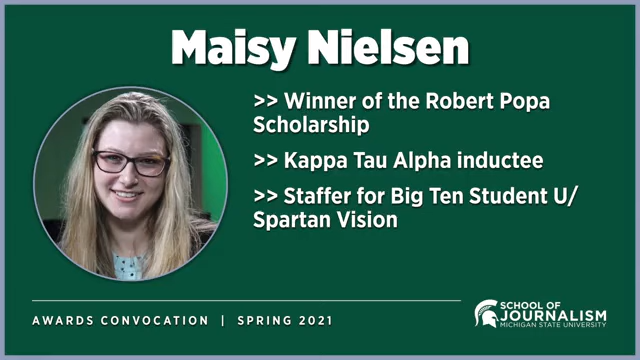 Maisy Nielsen
>> Winner of the Robert Popa
Scholarship
>> Kappa Tau Alpha inductee
>> Staffer for Big Ten Student U/
Spartan Vision
AWARDS CONVOCATION | SPRING 2021
SCHOOL OF
JOURNALISM
MICHIGAN STATE UNIVERSITY